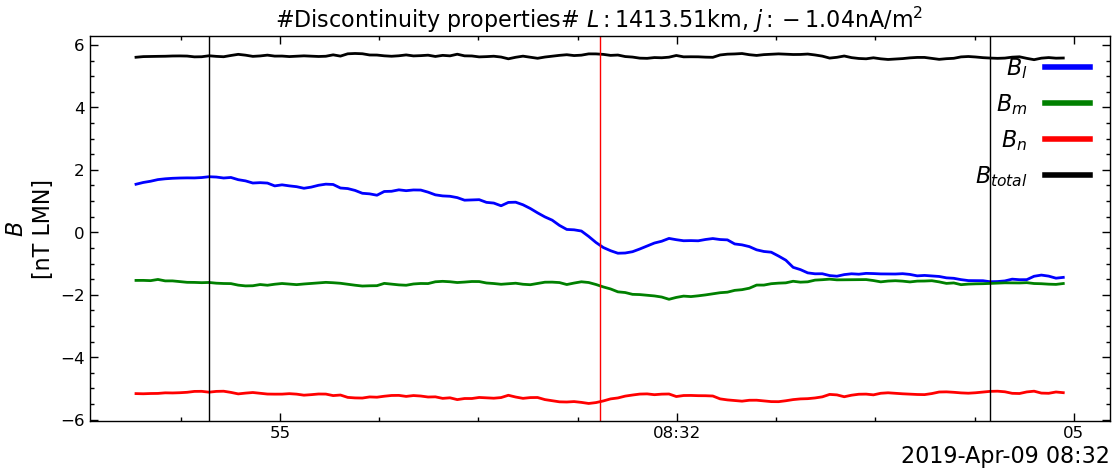 #Discontinuity properties# L : 1413.51km, j : −1.04nA/m²
6
4
2
0
−2
−4
−6
B
[nT LMN]
B_l
B_m
B_n
B_total
55
08:32
05
2019-Apr-09 08:32